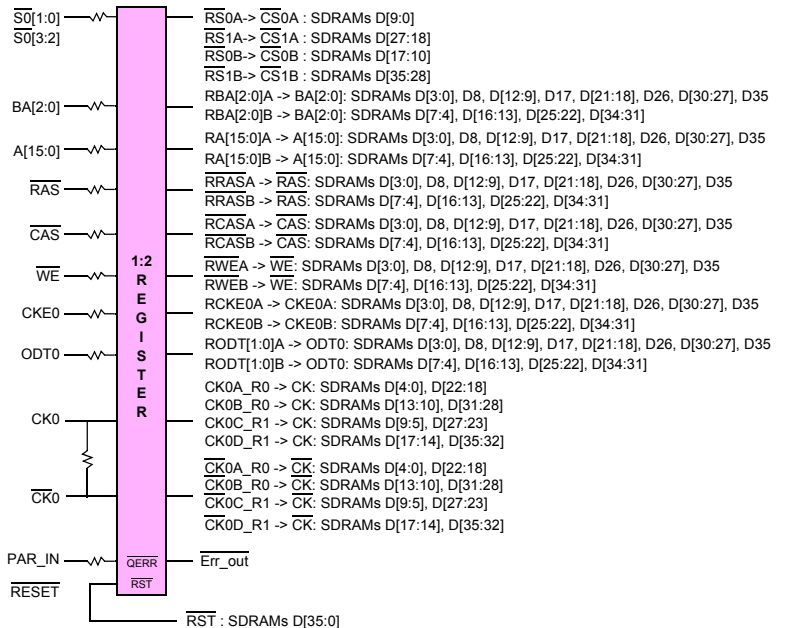 S0[1:0]
S0[3:2]
BA[2:0]
A[15:0]
RAS
CAS
WE
CKE0
ODT0
CK0
CK0
PAR_IN
RESET
1:2
R
E
G
I
S
T
E
R
QERR
RST
RS0A-> CS0A : SDRAMs D[9:0]
RS1A-> CS1A : SDRAMs D[27:18]
RS0B-> CS0B : SDRAMs D[17:10]
RS1B-> CS1B : SDRAMs D[35:28]
RBA[2:0]A -> BA[2:0]: SDRAMs D[3:0], D8, D[12:9], D17, D[21:18], D26, D[30:27], D35
RBA[2:0]B -> BA[2:0]: SDRAMs D[7:4], D[16:13], D[25:22], D[34:31]
RA[15:0]A -> A[15:0]: SDRAMs D[3:0], D8, D[12:9], D17, D[21:18], D26, D[30:27], D35
RA[15:0]B -> A[15:0]: SDRAMs D[7:4], D[16:13], D[25:22], D[34:31]
RRASA -> RAS: SDRAMs D[3:0], D8, D[12:9], D17, D[21:18], D26, D[30:27], D35
RRASB -> RAS: SDRAMs D[7:4], D[16:13], D[25:22], D[34:31]
RCASA -> CAS: SDRAMs D[3:0], D8, D[12:9], D17, D[21:18], D26, D[30:27], D35
RCASB -> CAS: SDRAMs D[7:4], D[16:13], D[25:22], D[34:31]
RWEA -> WE: SDRAMs D[3:0], D8, D[12:9], D17, D[21:18], D26, D[30:27], D35
RWEB -> WE: SDRAMs D[7:4], D[16:13], D[25:22], D[34:31]
RCKE0A -> CKE0A: SDRAMs D[3:0], D8, D[12:9], D17, D[21:18], D26, D[30:27], D35
RCKE0B -> CKE0B: SDRAMs D[7:4], D[16:13], D[25:22], D[34:31]
RODT[1:0]A -> ODT0: SDRAMs D[3:0], D8, D[12:9], D17, D[21:18], D26, D[30:27], D35
RODT[1:0]B -> ODT0: SDRAMs D[7:4], D[16:13], D[25:22], D[34:31]
CK0A_R0 -> CK: SDRAMs D[4:0], D[22:18]
CK0B_R0 -> CK: SDRAMs D[13:10], D[31:28]
CK0C_R1 -> CK: SDRAMs D[9:5], D[27:23]
CK0D_R1 -> CK: SDRAMs D[17:14], D[35:32]
CK0A_R0 -> CK: SDRAMs D[4:0], D[22:18]
CK0B_R0 -> CK: SDRAMs D[13:10], D[31:28]
CK0C_R1 -> CK: SDRAMs D[9:5], D[27:23]
CK0D_R1 -> CK: SDRAMs D[17:14], D[35:32]
Err_out
RST : SDRAMs D[35:0]